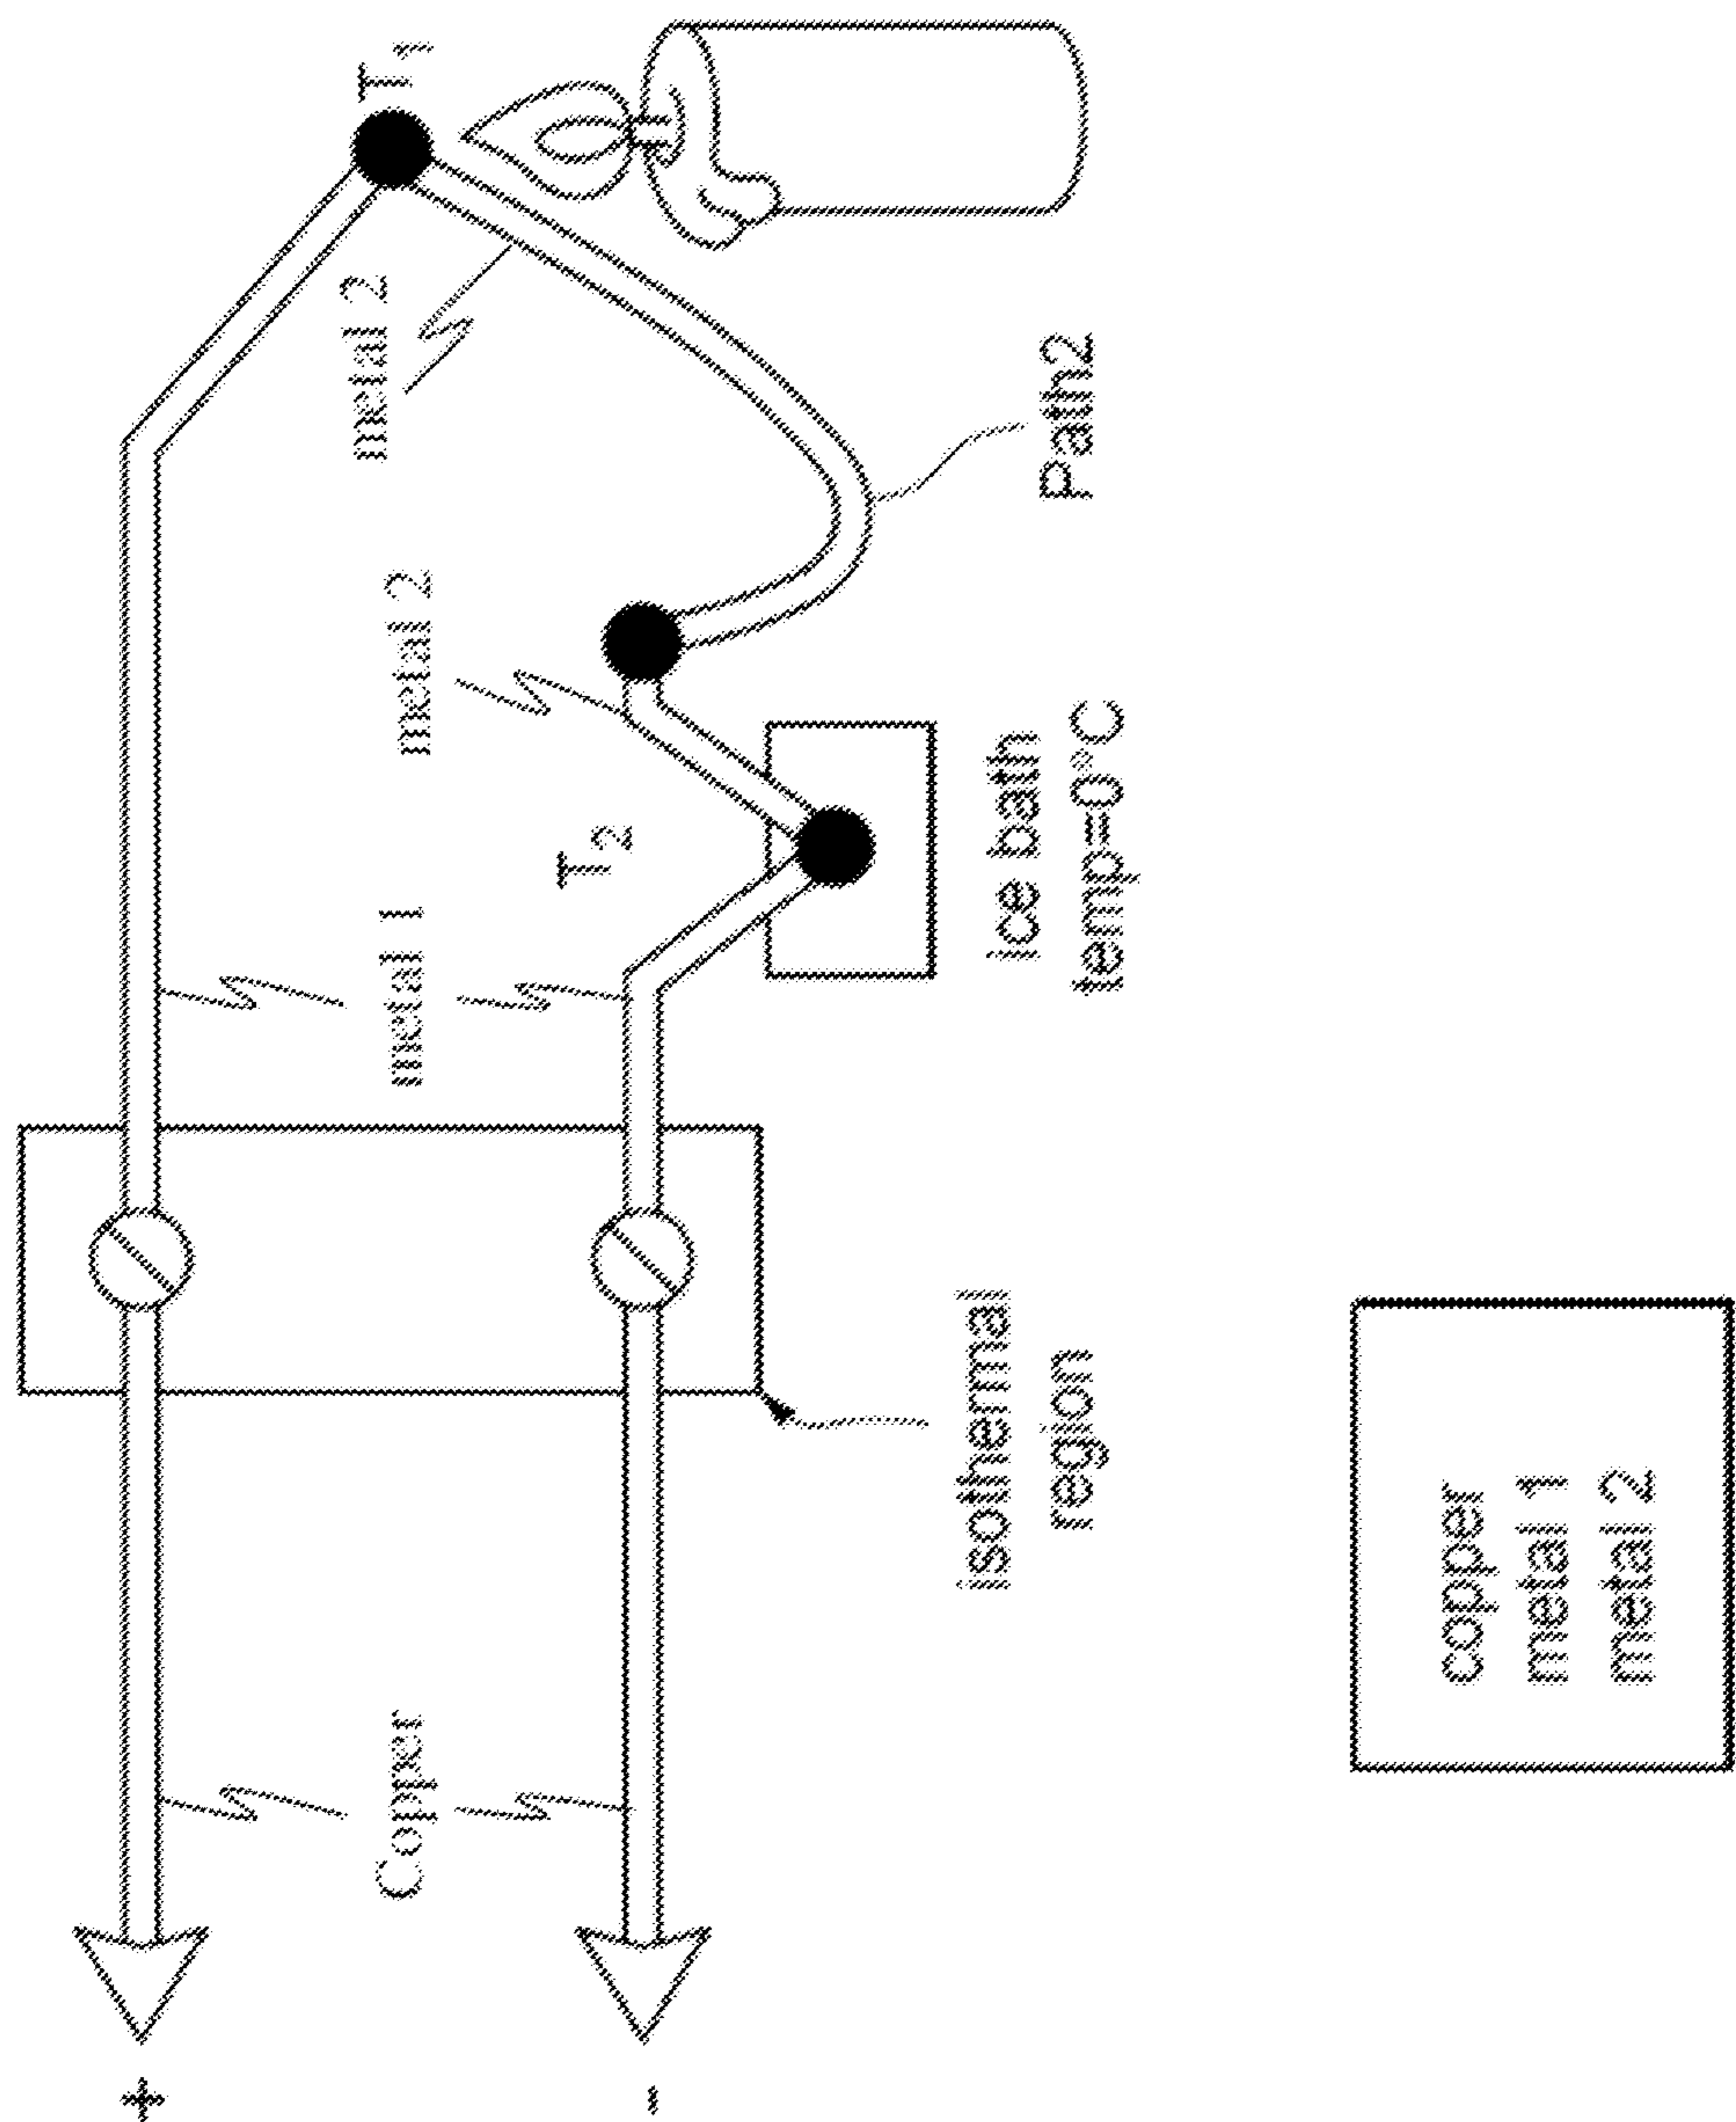 T1
metal 2
metal 2
Path2
T2
metal 1
ice bath
temp=0°C
isothermal
region
Copper
+
-
copper
metal 1
metal 2